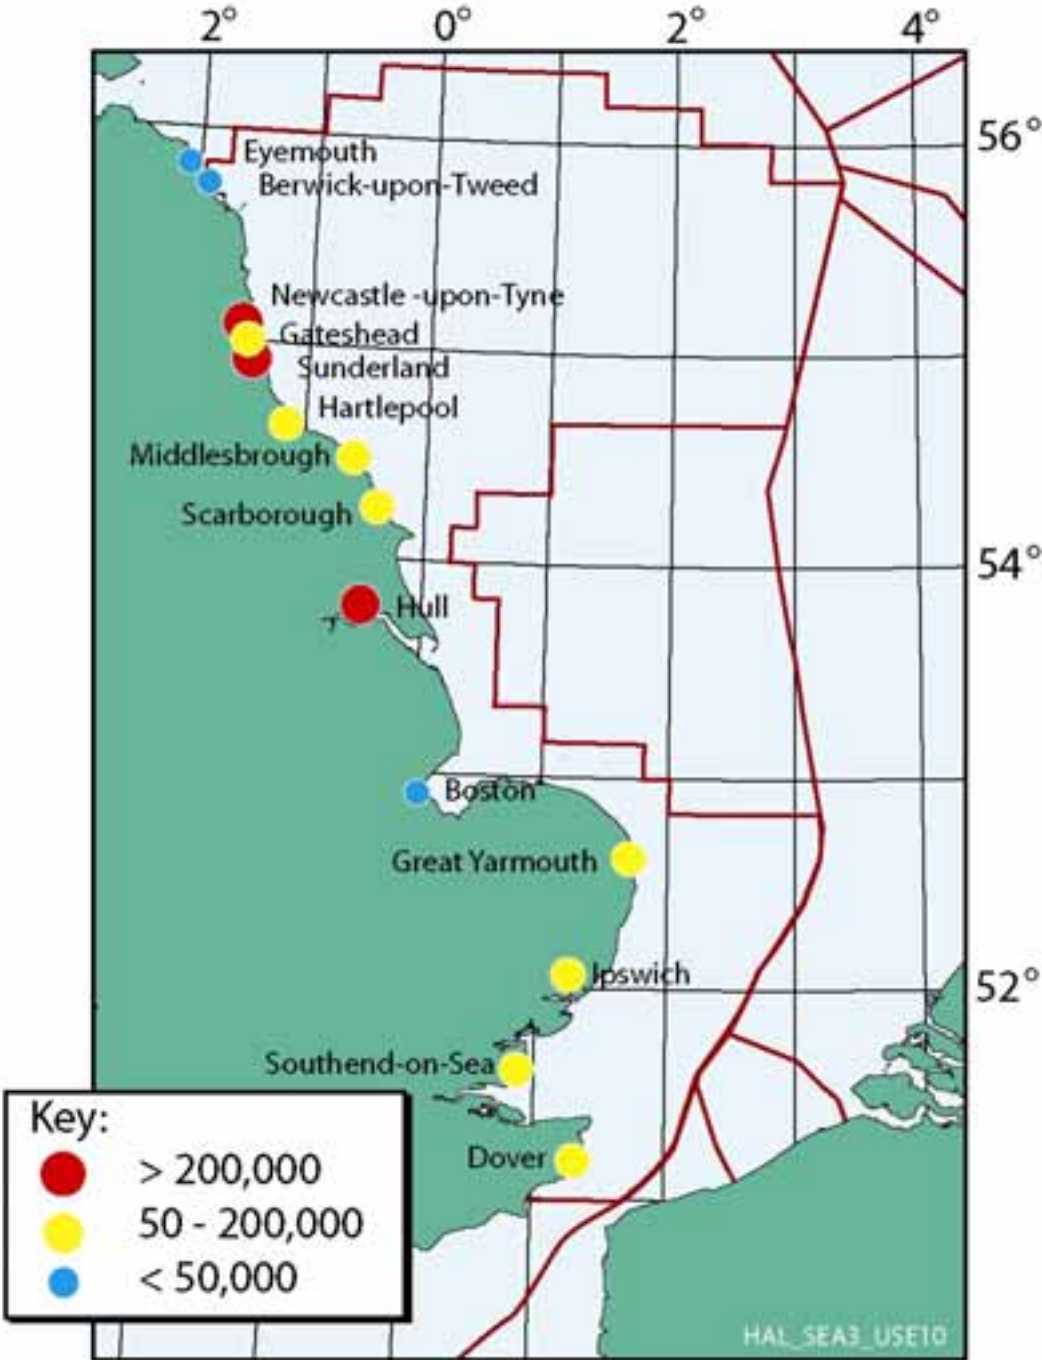 2° 0° 2° 4°
56°
Eyemouth
Berwick-upon-Tweed
Newcastle -upon-Tyne
Gateshead
Sunderland
Hartlepool
Middlesbrough
Scarborough
54°
Hull
Boston
Great Yarmouth
Ipswich
52°
Southend-on-Sea
Dover
Key:
> 200,000
50 - 200,000
< 50,000
HAL_SEA3_USE10